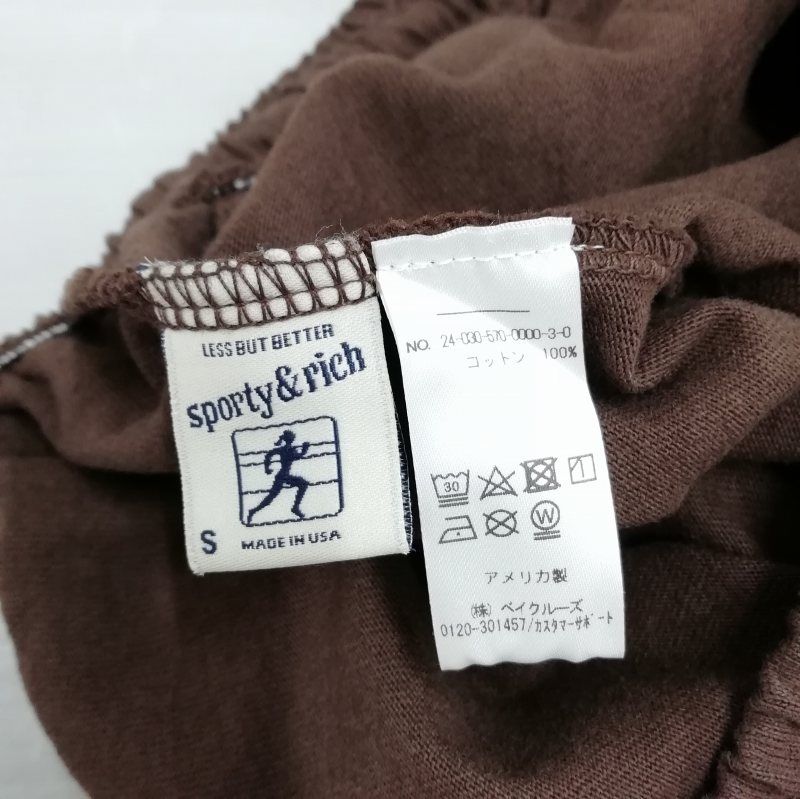 LESS BUT BETTER
sporty & rich
S
MADE IN USA
NO. 24-030-570-0000-3-0
コットン 100%
30
1
W
アメリカ製
(株) ベイクルーズ
0120-301457/カスタマーサポート